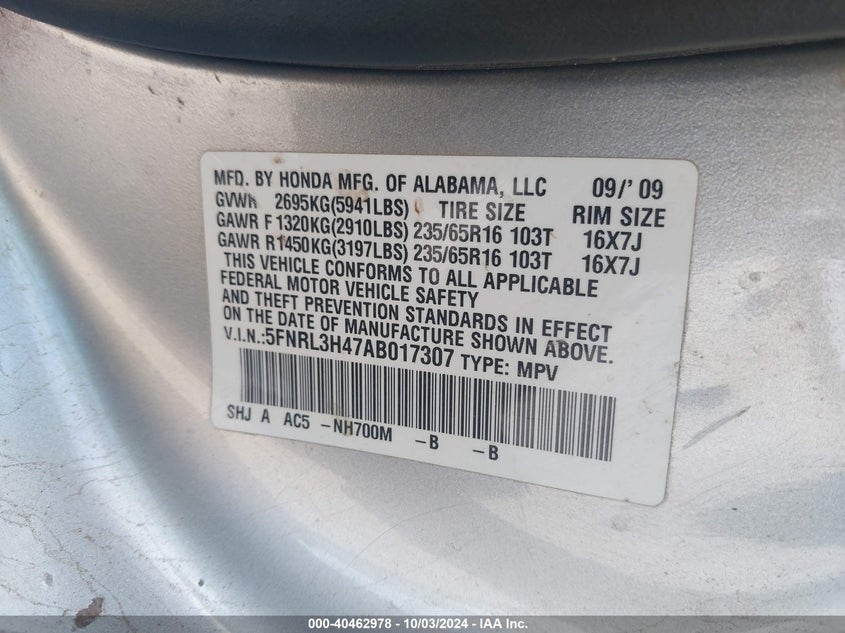 MFD. BY HONDA MFG. OF ALABAMA, LLC 09/'09
GVWR 2695KG(5941LBS) TIRE SIZE RIM SIZE
GAWR F 1320KG(2910LBS) 235/65R16 103T 16X7J
GAWR R1450KG(3197LBS) 235/65R16 103T 16X7J
THIS VEHICLE CONFORMS TO ALL APPLICABLE
FEDERAL MOTOR VEHICLE SAFETY
AND THEFT PREVENTION STANDARDS IN EFFECT
ON THE DATE OF MANUFACTURE SHOWN ABOVE.
V.I.N.:5FNRL3H47AB017307 TYPE: MPV
SHJ A AC5 -NH700M -B -B
000-40462978 - 10/03/2024 - IAA Inc.